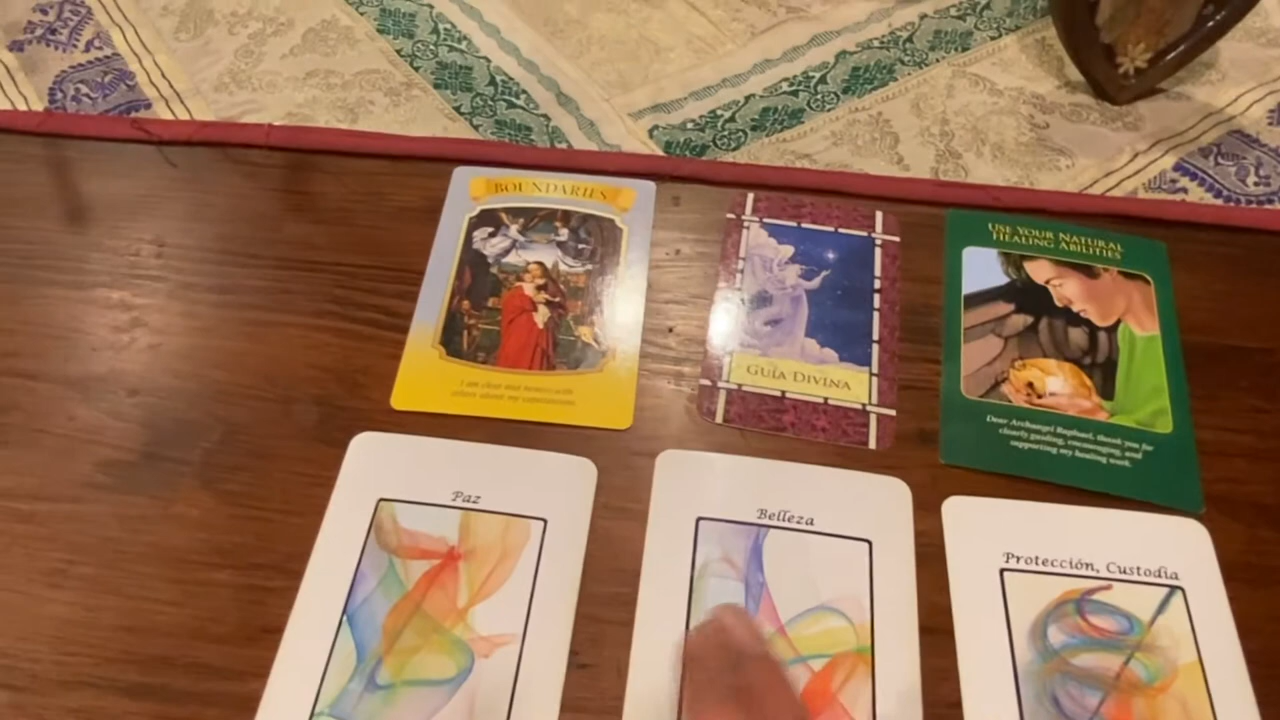 BOUNDARIES
I am clear and honest with
others about my
GUÍA DIVINA
USE YOUR NATURAL
HEALING ABILITIES
Dear Archangel Raphael, thank you for
clearly guiding, encouraging, and
supporting my healing work.
Paz
Belleza
Protección, Custodia